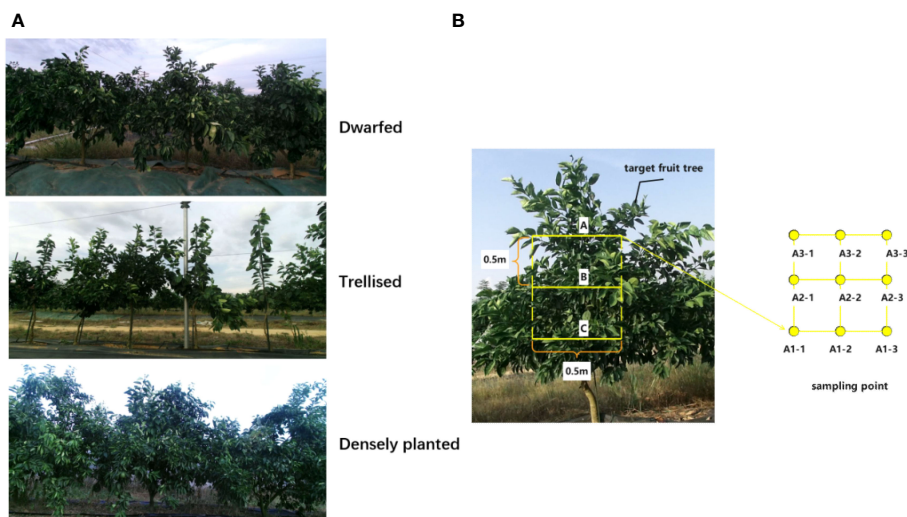 A
B
Dwarfed
Trellised
Densely planted
target fruit tree
A
0.5m
B
C
0.5m
A3-1 A3-2 A3-3
A2-1 A2-2 A2-3
A1-1 A1-2 A1-3
sampling point